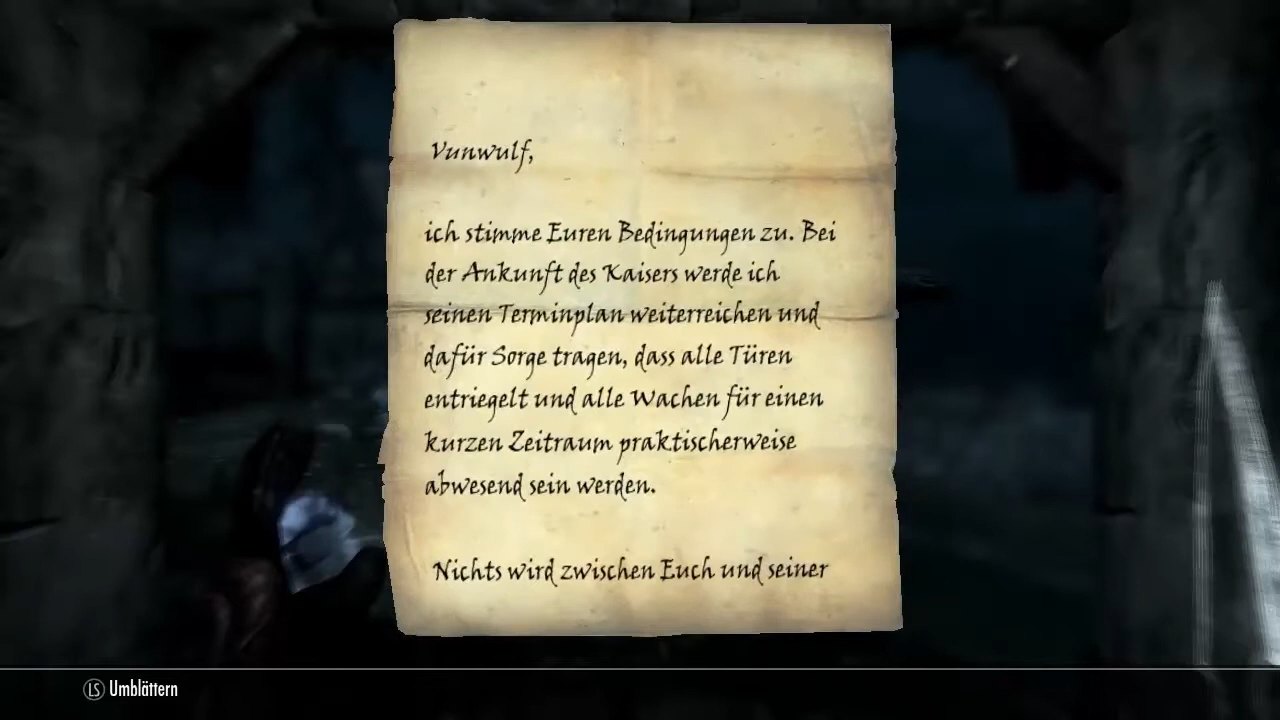 Vunwulf,
ich stimme Euren Bedingungen zu. Bei
der Ankunft des Kaisers werde ich
seinen Terminplan weiterreichen und
dafür Sorge tragen, dass alle Türen
entriegelt und alle Wachen für einen
kurzen Zeitraum praktischerweise
abwesend sein werden.
Nichts wird zwischen Euch und seiner
LS Umblättern